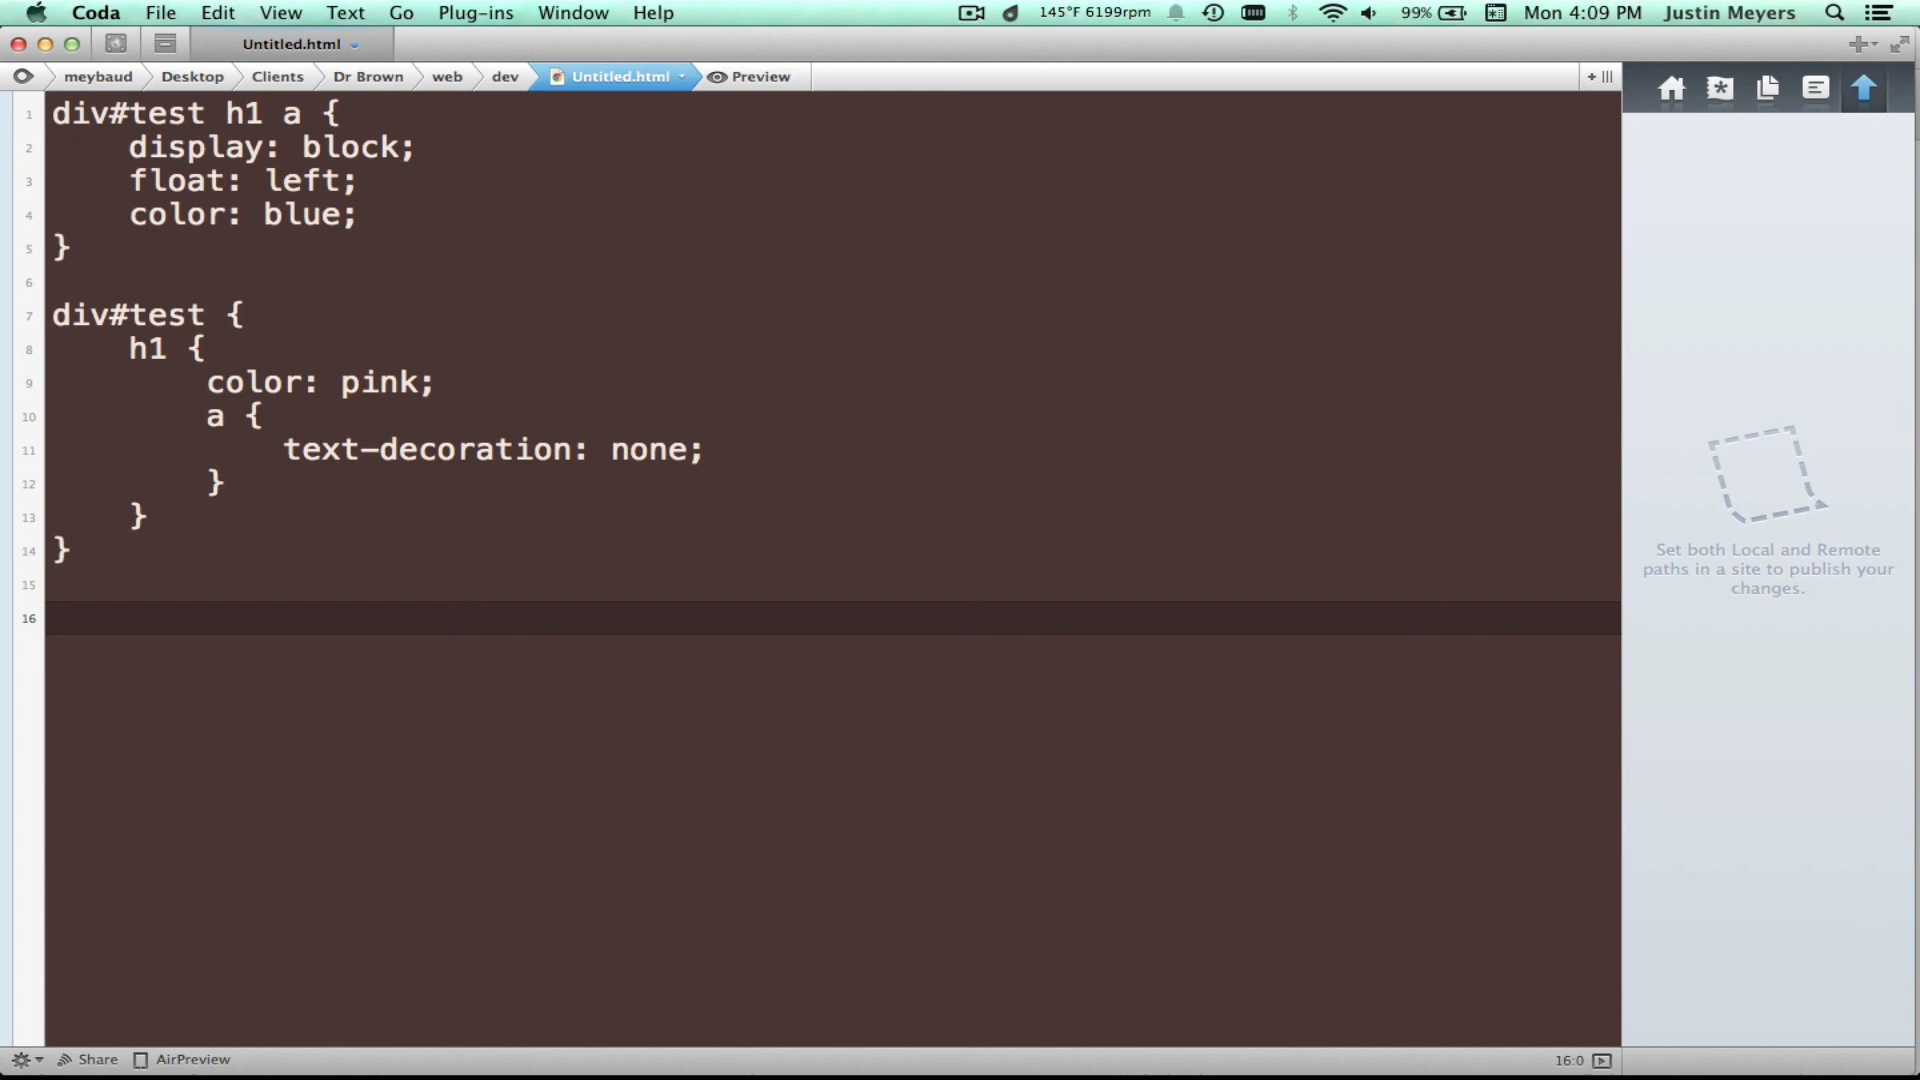 Coda File Edit View Text Go Plug-ins Window Help 145°F 6199rpm 99% Mon 4:09 PM Justin Meyers
Untitled.html
meybaud Desktop Clients Dr Brown web dev Untitled.html Preview
1 div#test h1 a {
2 display: block;
3 float: left;
4 color: blue;
5 }
6
7 div#test {
8 h1 {
9 color: pink;
10 a {
11 text-decoration: none;
12 }
13 }
14 }
15
16
Set both Local and Remote
paths in a site to publish your
changes.
Share AirPreview 16:0